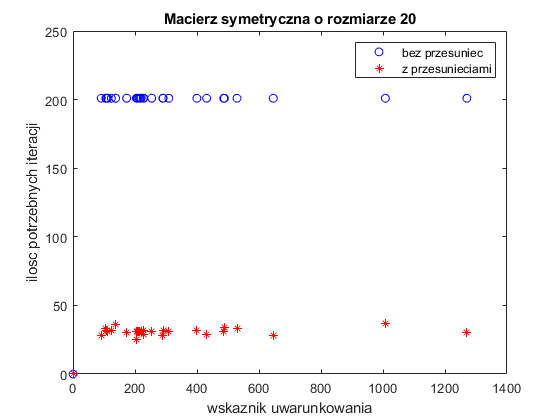 Macierz symetryczna o rozmiarze 20
250
200
150
100
50
0
ilosc potrzebnych iteracji
bez przesuniec
z przesunieciami
0 200 400 600 800 1000 1200 1400
wskaznik uwarunkowania